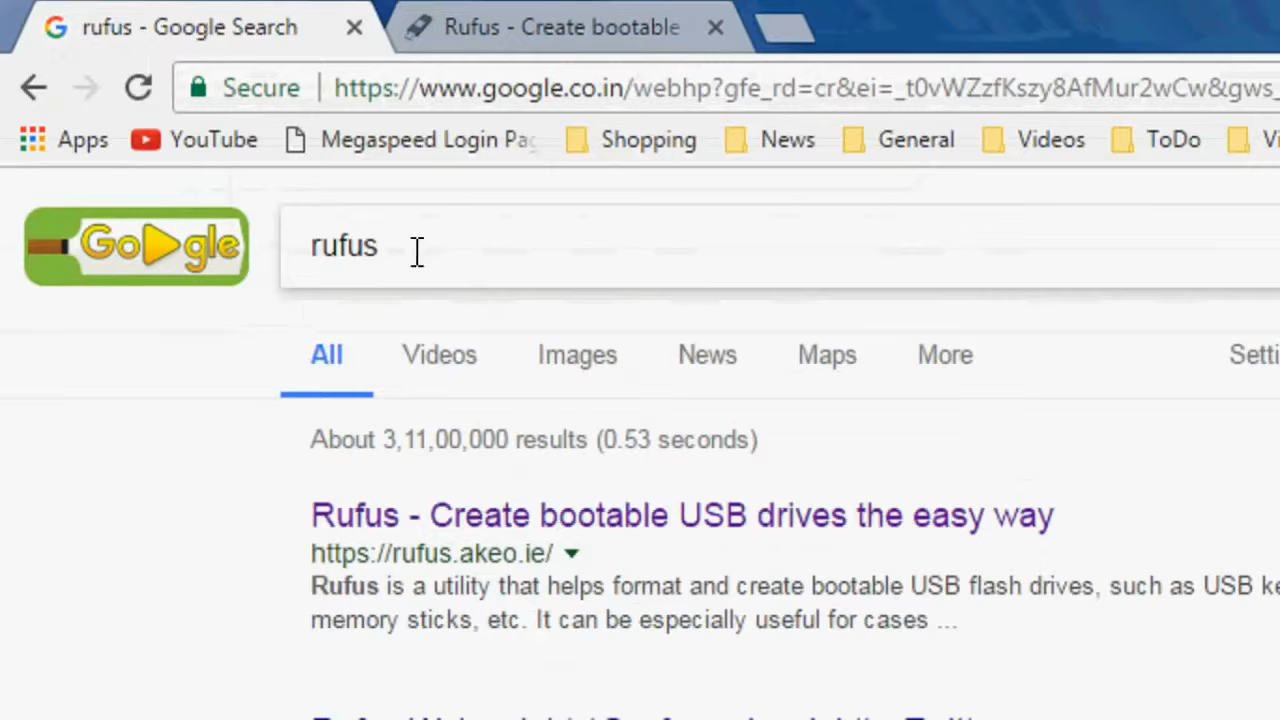 rufus - Google Search
Rufus - Create bootable
Secure
https://www.google.co.in/webhp?gfe_rd=cr&ei=_t0vWZzfKszy8AfMur2wCw&gws_
Apps
YouTube
Megaspeed Login Pa
Shopping
News
General
Videos
ToDo
Google
rufus
All
Videos
Images
News
Maps
More
Setti
About 3,11,00,000 results (0.53 seconds)
Rufus - Create bootable USB drives the easy way
https://rufus.akeo.ie/
Rufus is a utility that helps format and create bootable USB flash drives, such as USB ke
memory sticks, etc. It can be especially useful for cases ...